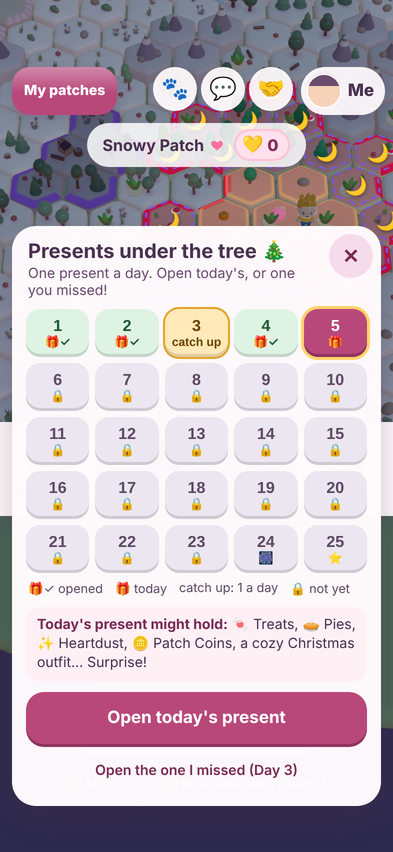 My patches
Me
Snowy Patch 💛 0
Presents under the tree 🎄
One present a day. Open today's, or one
you missed!
1 2 3 4 5
🎁✓ 🎁✓ catch up 🎁✓ 🎁
6 7 8 9 10
🔒 🔒 🔒 🔒 🔒
11 12 13 14 15
🔒 🔒 🔒 🔒 🔒
16 17 18 19 20
🔒 🔒 🔒 🔒 🔒
21 22 23 24 25
🔒 🔒 🔒 🎆 ⭐
🎁✓ opened 🎁 today catch up: 1 a day 🔒 not yet
Today's present might hold: 🍬 Treats, 🥧 Pies,
✨ Heartdust, 🪙 Patch Coins, a cozy Christmas
outfit... Surprise!
Open today's present
Open the one I missed (Day 3)